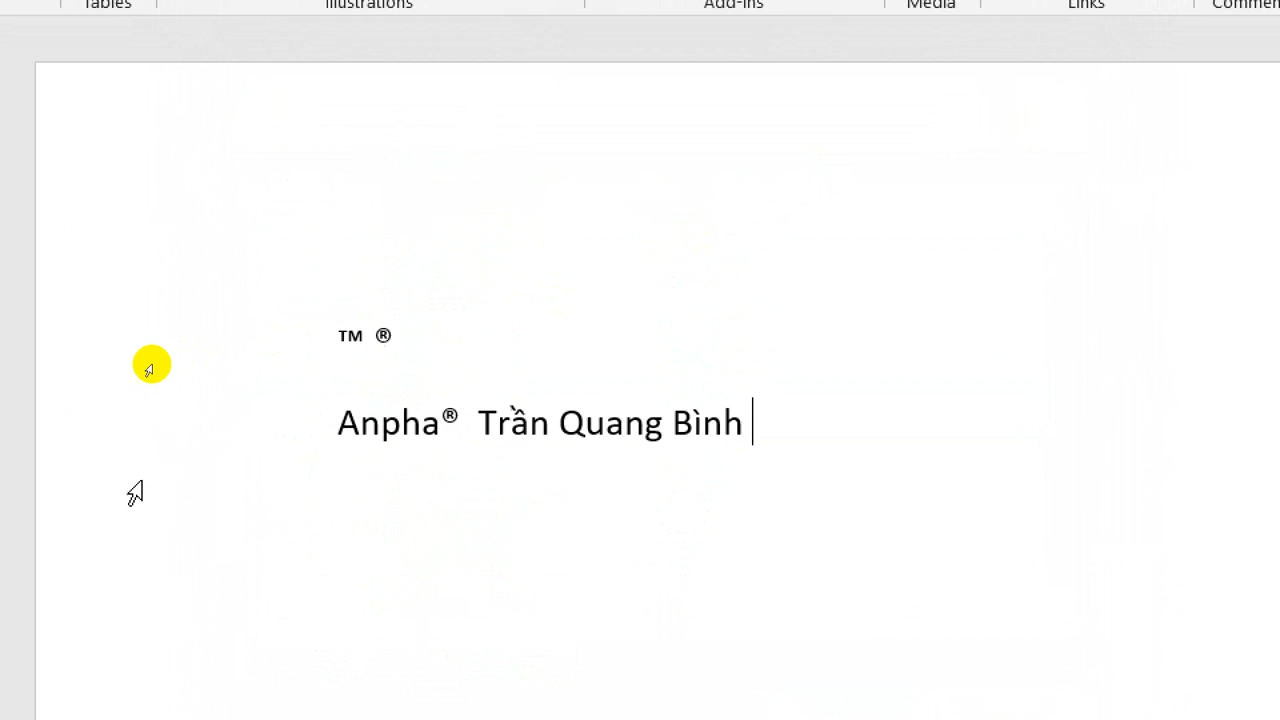 Tables Illustrations Add-ins Media Links Commen
™ ®
Anpha® Trần Quang Bình